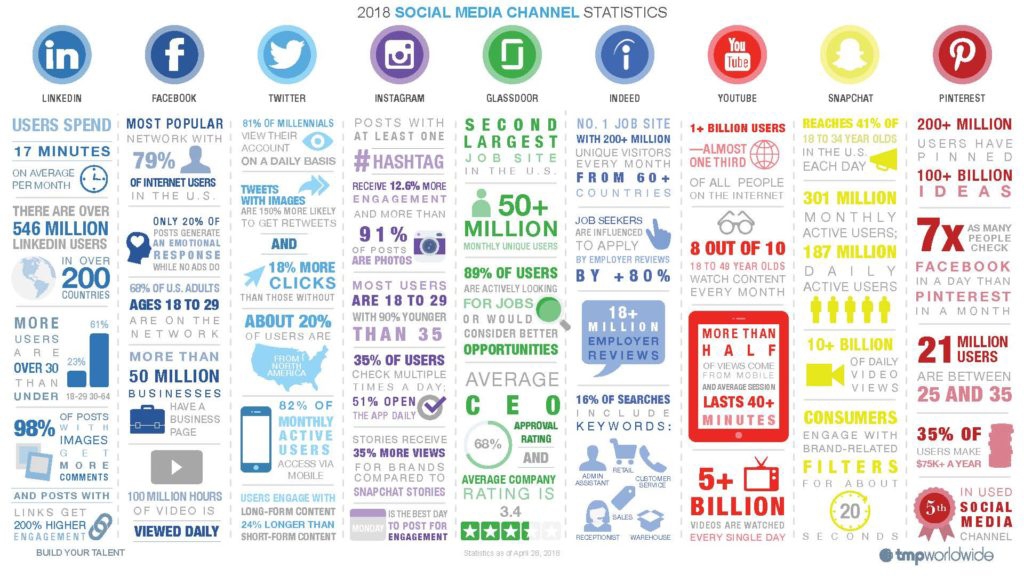 2018 SOCIAL MEDIA CHANNEL STATISTICS
in
LINKEDIN
USERS SPEND
17 MINUTES
ON AVERAGE
PER MONTH
THERE ARE OVER
546 MILLION
LINKEDIN USERS
IN OVER
200
COUNTRIES
MORE
USERS
ARE
OVER 30
THAN
UNDER
61%
23%
18-29 30-64
98%
OF POSTS
WITH
IMAGES
GET
MORE
COMMENTS
AND POSTS WITH
LINKS GET
200% HIGHER
ENGAGEMENT
BUILD YOUR TALENT
f
FACEBOOK
MOST POPULAR
NETWORK WITH
79%
OF INTERNET USERS
IN THE U.S.
ONLY 20% OF
POSTS GENERATE
AN EMOTIONAL
RESPONSE
WHILE NO ADS DO
68% OF U.S. ADULTS
AGES 18 TO 29
ARE ON THE
NETWORK
MORE THAN
50 MILLION
BUSINESSES
HAVE A
BUSINESS
PAGE
100 MILLION HOURS
OF VIDEO IS
VIEWED DAILY
TWITTER
81% OF MILLENNIALS
VIEW THEIR
ACCOUNT
ON A DAILY BASIS
TWEETS
WITH IMAGES
ARE 150% MORE LIKELY
TO GET RETWEETS
AND
18% MORE
CLICKS
THAN THOSE WITHOUT
ABOUT 20%
OF USERS ARE
FROM
NORTH
AMERICA
82% OF
MONTHLY
ACTIVE
USERS
ACCESS VIA
MOBILE
USERS ENGAGE WITH
LONG-FORM CONTENT
24% LONGER THAN
SHORT-FORM CONTENT
INSTAGRAM
POSTS WITH
AT LEAST ONE
#HASHTAG
RECEIVE 12.6% MORE
ENGAGEMENT
AND MORE THAN
91%
OF POSTS
ARE PHOTOS
MOST USERS
ARE 18 TO 29
WITH 90% YOUNGER
THAN 35
35% OF USERS
CHECK MULTIPLE
TIMES A DAY;
51% OPEN
THE APP DAILY
STORIES RECEIVE
35% MORE VIEWS
FOR BRANDS
COMPARED TO
SNAPCHAT STORIES
MONDAY
IS THE BEST DAY
TO POST FOR
ENGAGEMENT
GLASSDOOR
SECOND
LARGEST
JOB SITE
IN THE U.S.
50+
MILLION
MONTHLY UNIQUE USERS
89% OF USERS
ARE ACTIVELY LOOKING
FOR JOBS
OR WOULD
CONSIDER BETTER
OPPORTUNITIES
AVERAGE
CEO
68%
APPROVAL
RATING
AND
AVERAGE COMPANY
RATING IS
3.4
Statistics as of April 26, 2018
i
INDEED
NO. 1 JOB SITE
WITH 200+ MILLION
UNIQUE VISITORS
EVERY MONTH
FROM 60+
COUNTRIES
JOB SEEKERS
ARE INFLUENCED
TO APPLY
BY EMPLOYER REVIEWS
BY +80%
18+
MILLION
EMPLOYER
REVIEWS
16% OF SEARCHES
INCLUDE
KEYWORDS:
ADMIN
ASSISTANT
RETAIL
CUSTOMER
SERVICE
SALES
RECEPTIONIST
WAREHOUSE
You
Tube
YOUTUBE
1+ BILLION USERS
—ALMOST
ONE THIRD
OF ALL PEOPLE
ON THE INTERNET
8 OUT OF 10
18 TO 49 YEAR OLDS
WATCH CONTENT
EVERY MONTH
MORE THAN
HALF
OF VIEWS COME
FROM MOBILE
AND AVERAGE SESSION
LASTS 40+
MINUTES
5+
BILLION
VIDEOS ARE WATCHED
EVERY SINGLE DAY
SNAPCHAT
REACHES 41% OF
18 TO 34 YEAR OLDS
IN THE U.S.
EACH DAY
301 MILLION
MONTHLY
ACTIVE USERS;
187 MILLION
DAILY
ACTIVE USERS
10+ BILLION
OF DAILY
VIDEO
VIEWS
CONSUMERS
ENGAGE WITH
BRAND-RELATED
FILTERS
FOR ABOUT
20
SECONDS
PINTEREST
200+ MILLION
USERS HAVE
PINNED
100+ BILLION
IDEAS
7x
AS MANY
PEOPLE
CHECK
FACEBOOK
IN A DAY THAN
PINTEREST
IN A MONTH
21
MILLION
USERS
ARE BETWEEN
25 AND 35
35% OF
USERS MAKE
$75K+ A YEAR
5th
IN USED
SOCIAL
MEDIA
CHANNEL
tmpworldwide